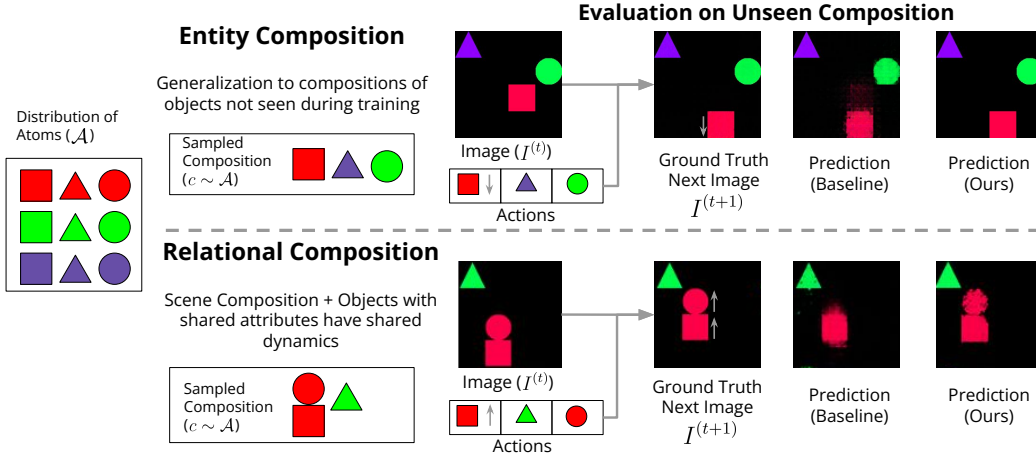 Evaluation on Unseen Composition
Entity Composition
Generalization to compositions of
objects not seen during training
Distribution of
Atoms (𝒜)
Sampled
Composition
(c ∼ 𝒜)
Image (I^(t))
Actions
Ground Truth
Next Image
I^(t+1)
Prediction
(Baseline)
Prediction
(Ours)
Relational Composition
Scene Composition + Objects with
shared attributes have shared
dynamics
Sampled
Composition
(c ∼ 𝒜)
Image (I^(t))
Actions
Ground Truth
Next Image
I^(t+1)
Prediction
(Baseline)
Prediction
(Ours)